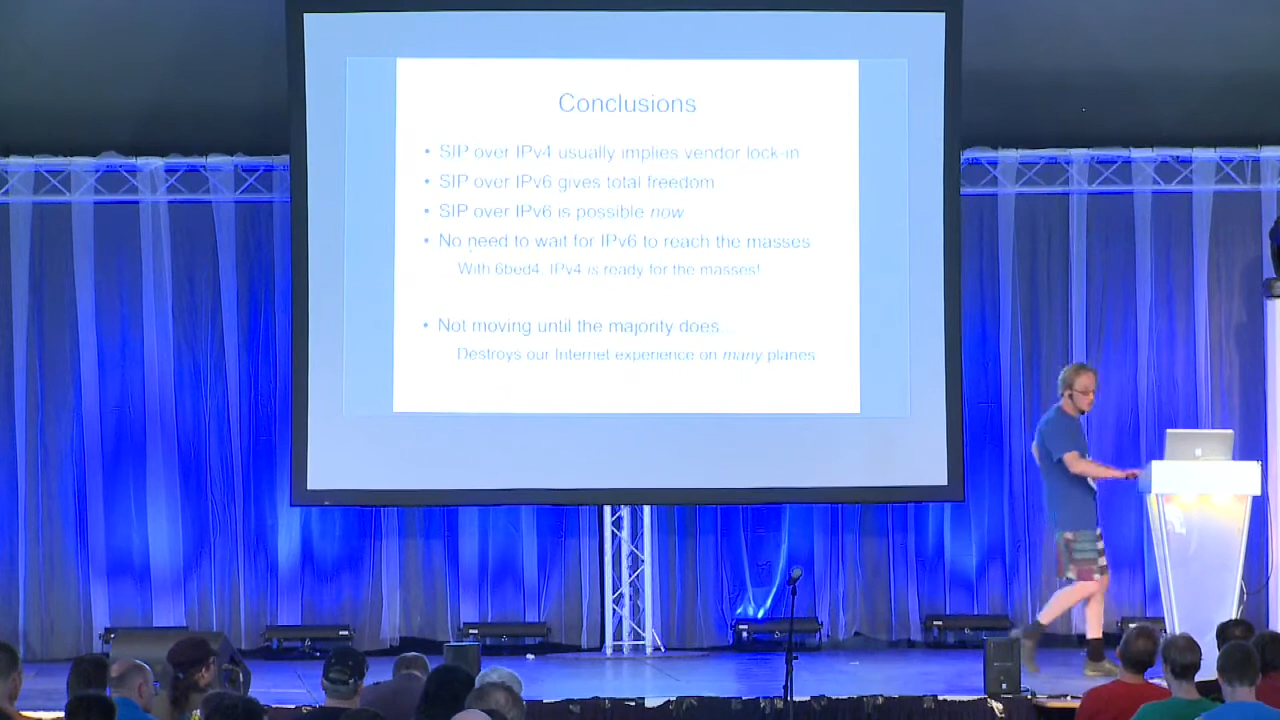 Conclusions
• SIP over IPv4 usually implies vendor lock-in
• SIP over IPv6 gives total freedom
• SIP over IPv6 is possible now
• No need to wait for IPv6 to reach the masses
With 6bed4, IPv4 is ready for the masses!
• Not moving until the majority does...
Destroys our Internet experience on many planes